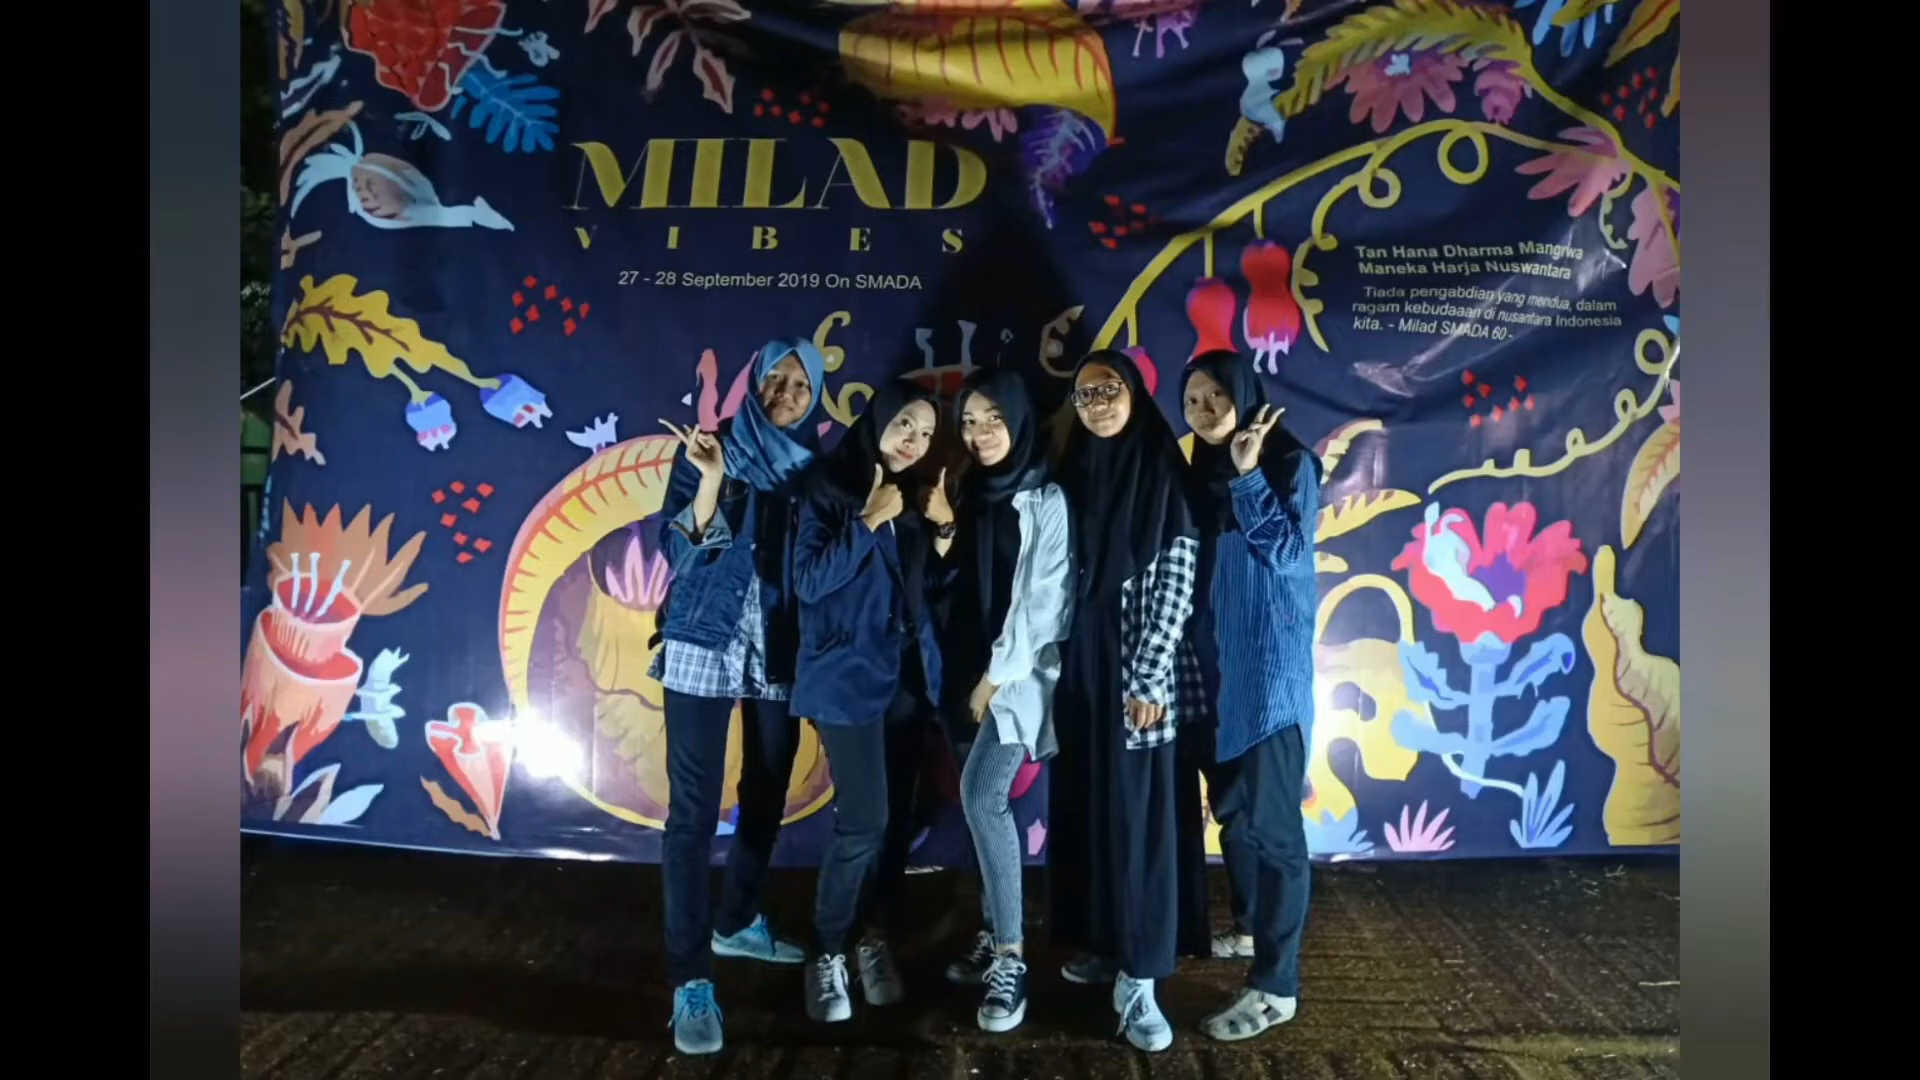 MILAD
VIBES
27 - 28 September 2019 On SMADA
Tan Hana Dharma Mangrwa
Maneka Harja Nuswantara
Tiada pengabdian yang mendua, dalam
ragam kebudaaan di nusantara Indonesia
kita. - Milad SMADA 60 -